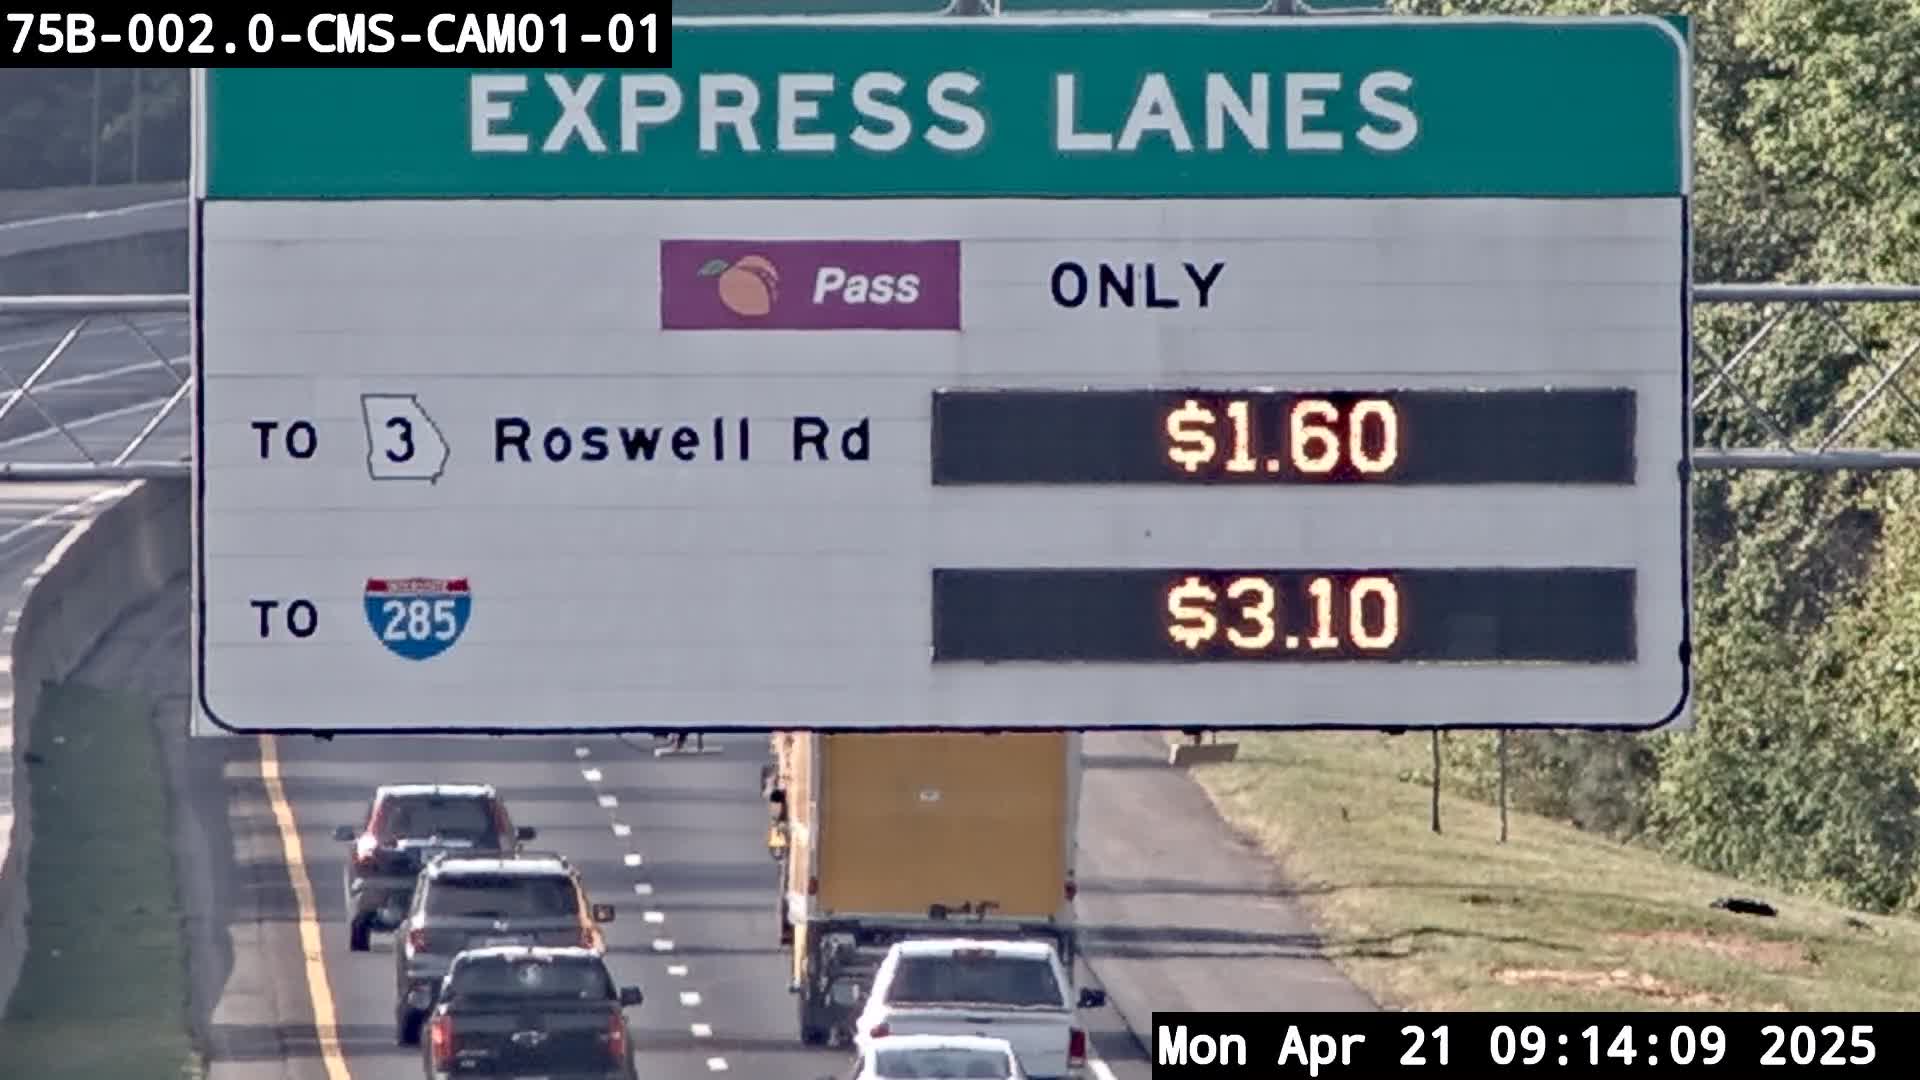 75B-002.0-CMS-CAM01-01
EXPRESS LANES
Pass ONLY
TO 3 Roswell Rd $1.60
TO 285 $3.10
Mon Apr 21 09:14:09 2025